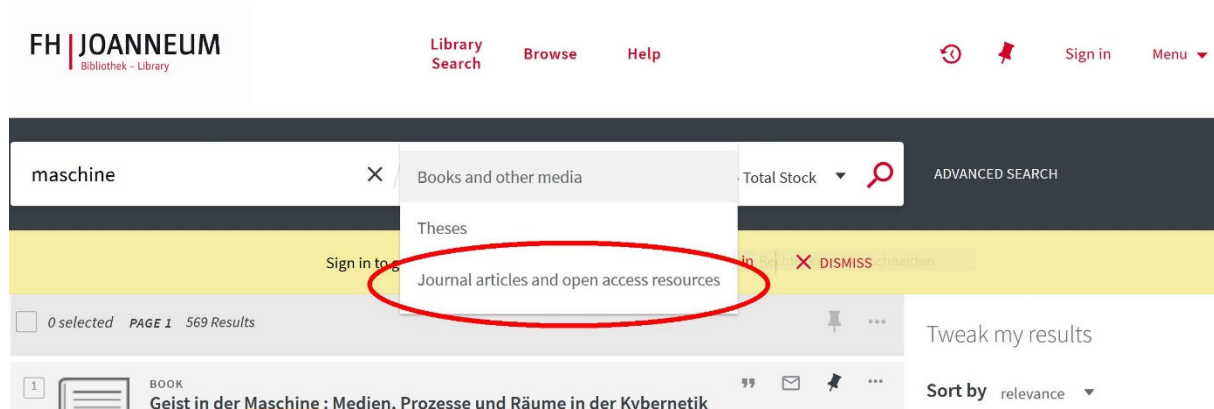 FH JOANNEUM
Bibliothek – Library
Library Search
Browse
Help
Sign in
Menu
maschine
Books and other media
Total Stock
ADVANCED SEARCH
Theses
Sign in to g
in
DISMISS
Journal articles and open access resources
0 selected PAGE 1 569 Results
Tweak my results
1
BOOK
Geist in der Maschine : Medien, Prozesse und Räume in der Kybernetik
Sort by relevance